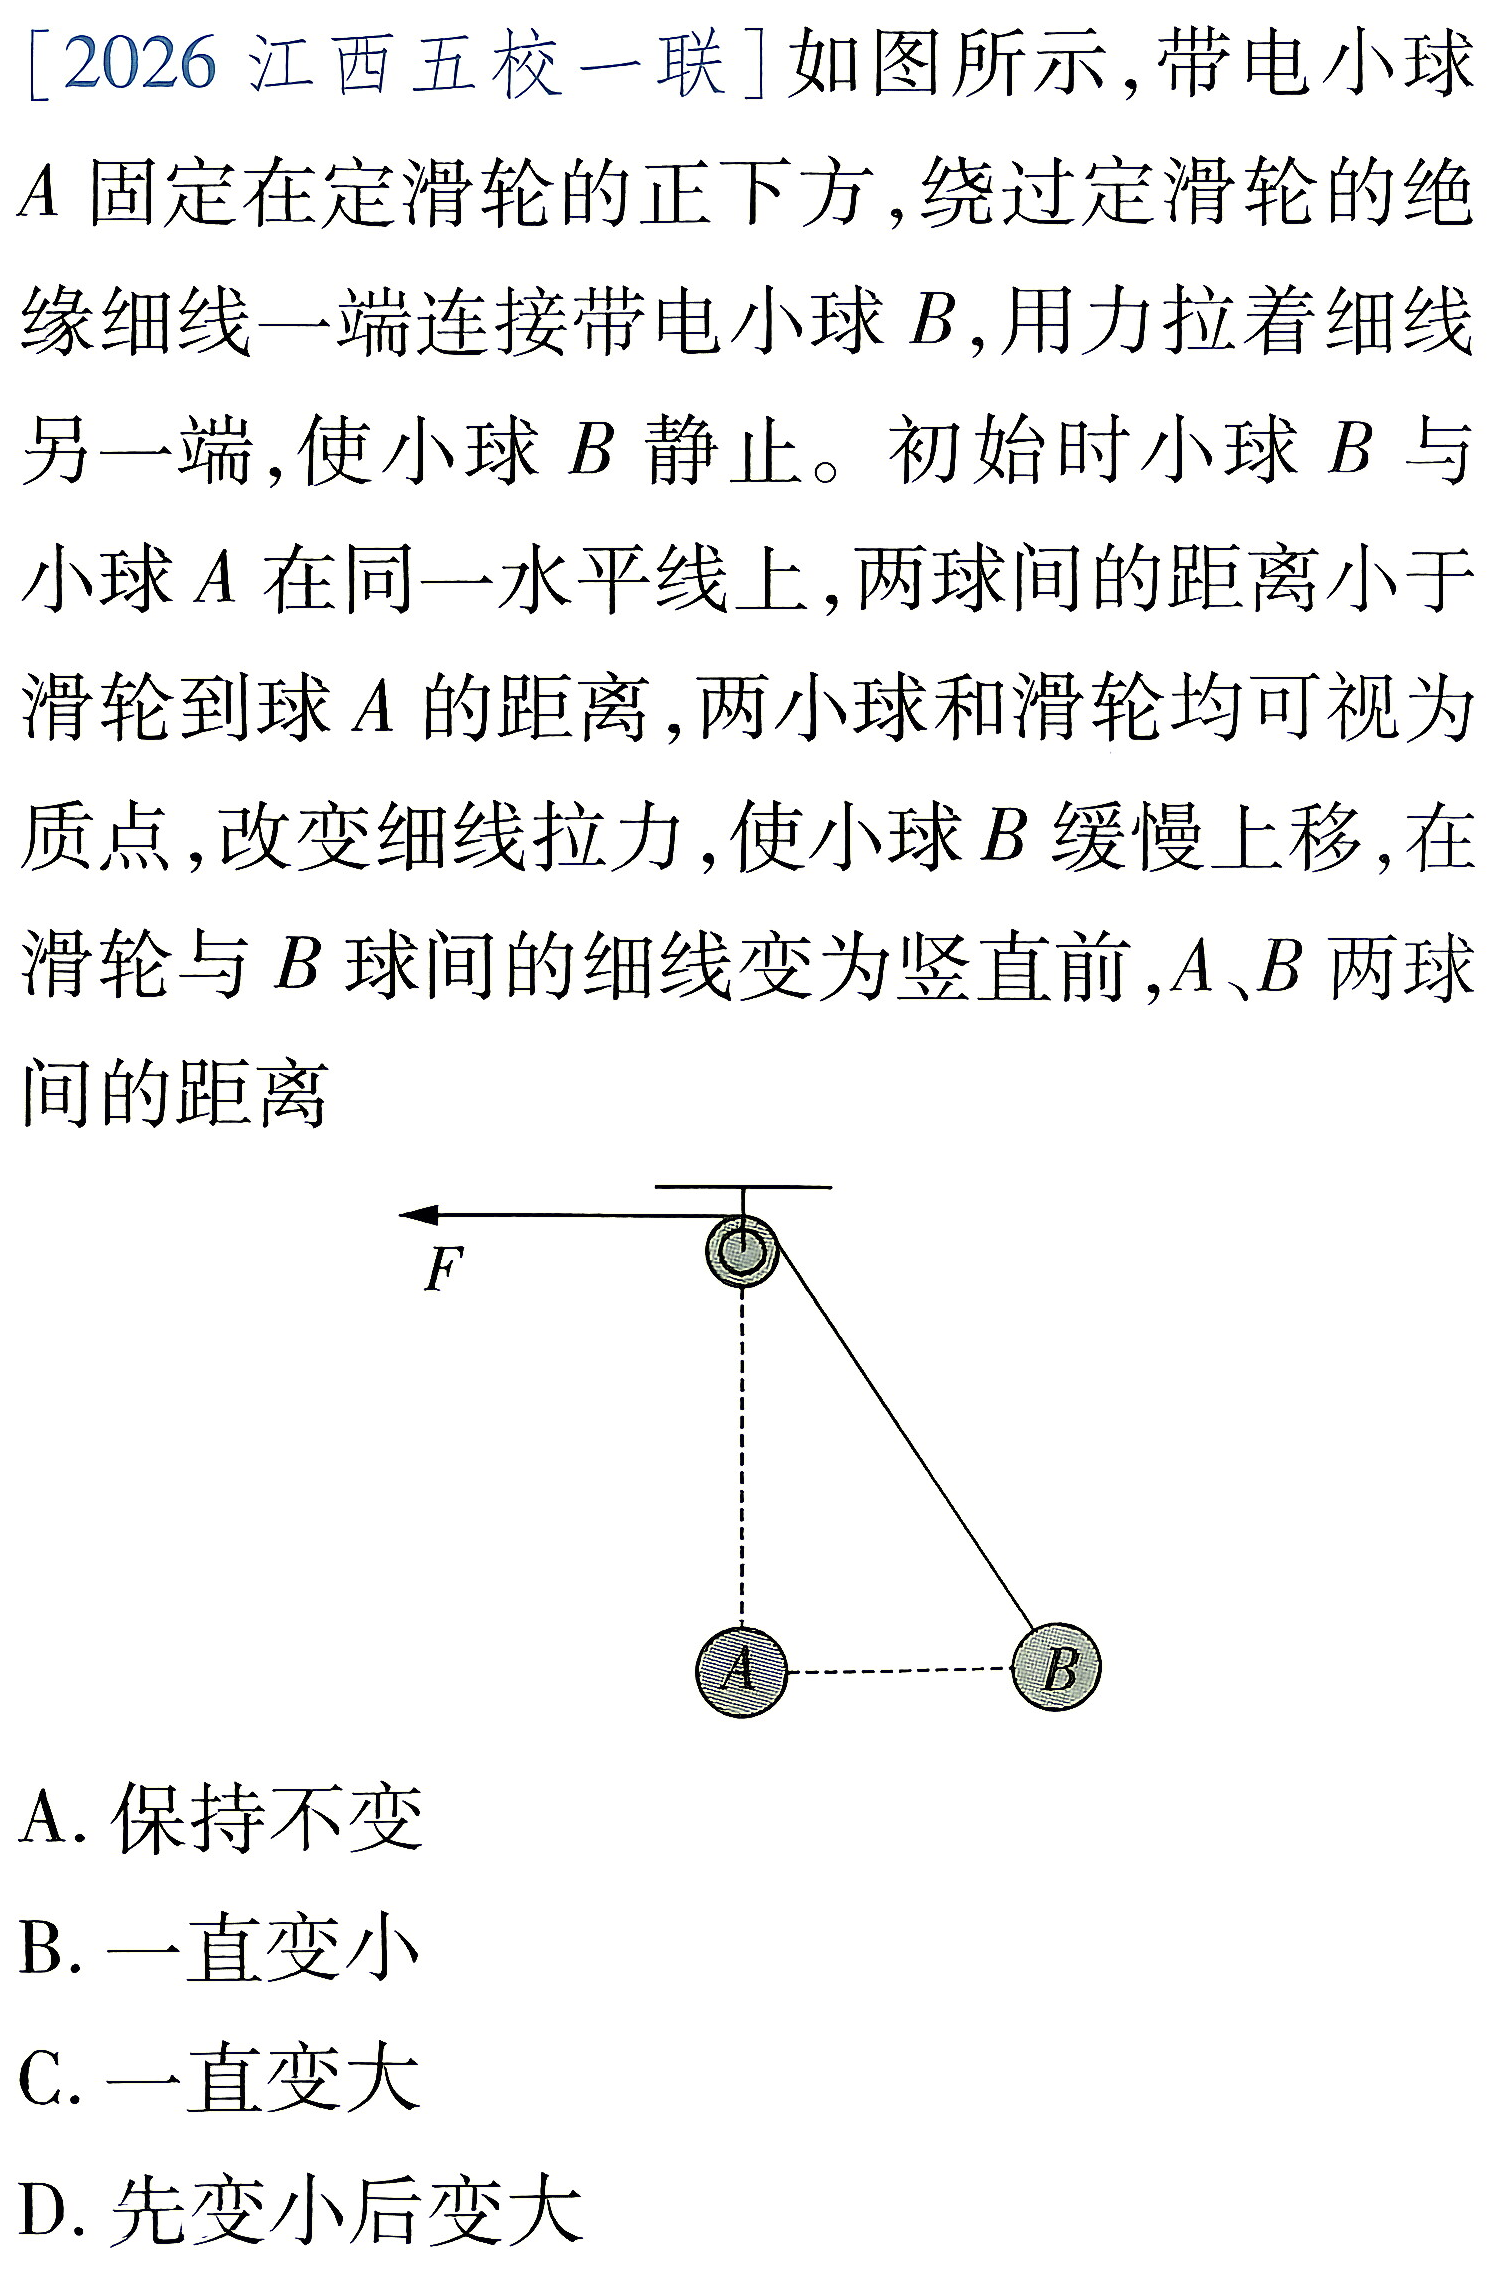 [2026 江西五校一联]如图所示,带电小球
A 固定在定滑轮的正下方,绕过定滑轮的绝
缘细线一端连接带电小球 B,用力拉着细线
另一端,使小球 B 静止。初始时小球 B 与
小球 A 在同一水平线上,两球间的距离小于
滑轮到球 A 的距离,两小球和滑轮均可视为
质点,改变细线拉力,使小球 B 缓慢上移,在
滑轮与 B 球间的细线变为竖直前,A、B 两球
间的距离
F
A
B
A. 保持不变
B. 一直变小
C. 一直变大
D. 先变小后变大